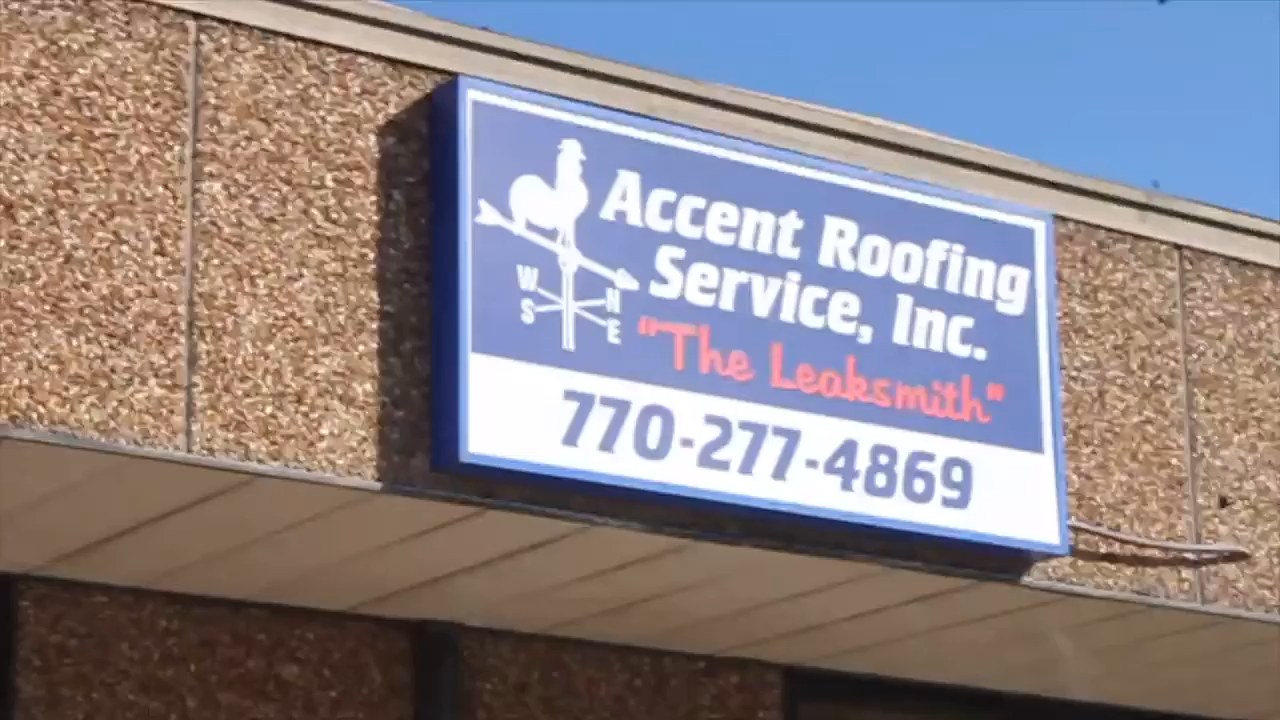 Accent Roofing
Service, Inc.
"The Leaksmith"
W N
S E
770-277-4869